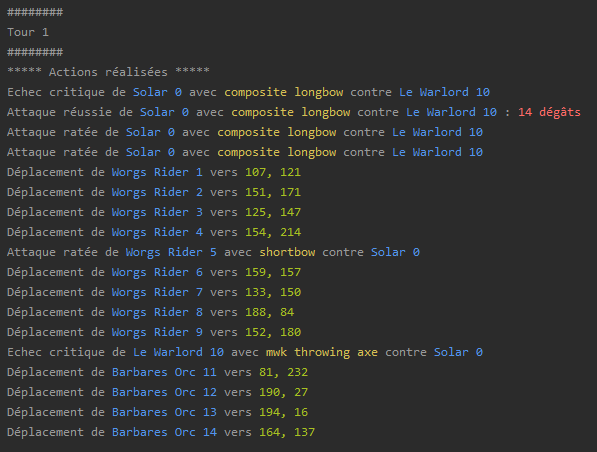 ########
Tour 1
########
***** Actions réalisées *****
Echec critique de Solar 0 avec composite longbow contre Le Warlord 10
Attaque réussie de Solar 0 avec composite longbow contre Le Warlord 10 : 14 dégâts
Attaque ratée de Solar 0 avec composite longbow contre Le Warlord 10
Attaque ratée de Solar 0 avec composite longbow contre Le Warlord 10
Déplacement de Worgs Rider 1 vers 107, 121
Déplacement de Worgs Rider 2 vers 151, 171
Déplacement de Worgs Rider 3 vers 125, 147
Déplacement de Worgs Rider 4 vers 154, 214
Attaque ratée de Worgs Rider 5 avec shortbow contre Solar 0
Déplacement de Worgs Rider 6 vers 159, 157
Déplacement de Worgs Rider 7 vers 133, 150
Déplacement de Worgs Rider 8 vers 188, 84
Déplacement de Worgs Rider 9 vers 152, 180
Echec critique de Le Warlord 10 avec mwk throwing axe contre Solar 0
Déplacement de Barbares Orc 11 vers 81, 232
Déplacement de Barbares Orc 12 vers 190, 27
Déplacement de Barbares Orc 13 vers 194, 16
Déplacement de Barbares Orc 14 vers 164, 137